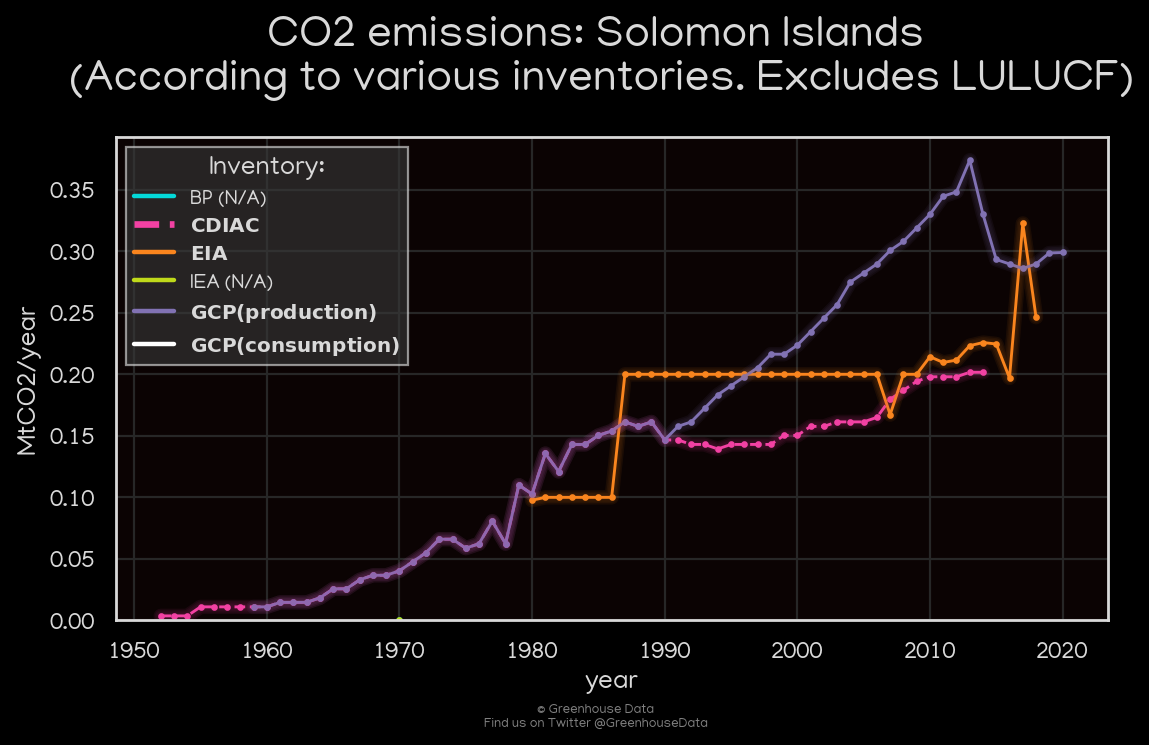 CO2 emissions: Solomon Islands
(According to various inventories. Excludes LULUCF)
Inventory:
BP (N/A)
CDIAC
EIA
IEA (N/A)
GCP(production)
GCP(consumption)
MtCO2/year
0.35
0.30
0.25
0.20
0.15
0.10
0.05
0.00
1950 1960 1970 1980 1990 2000 2010 2020
year
© Greenhouse Data
Find us on Twitter @GreenhouseData